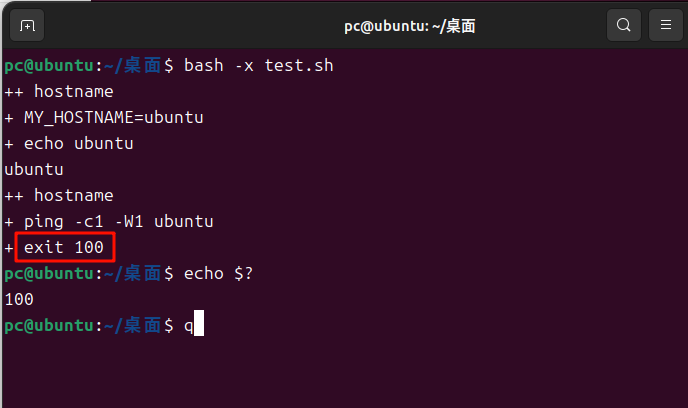 pc@ubuntu: ~/桌面
pc@ubuntu:~/桌面$ bash -x test.sh
++ hostname
+ MY_HOSTNAME=ubuntu
+ echo ubuntu
ubuntu
++ hostname
+ ping -c1 -W1 ubuntu
+ exit 100
pc@ubuntu:~/桌面$ echo $?
100
pc@ubuntu:~/桌面$ q